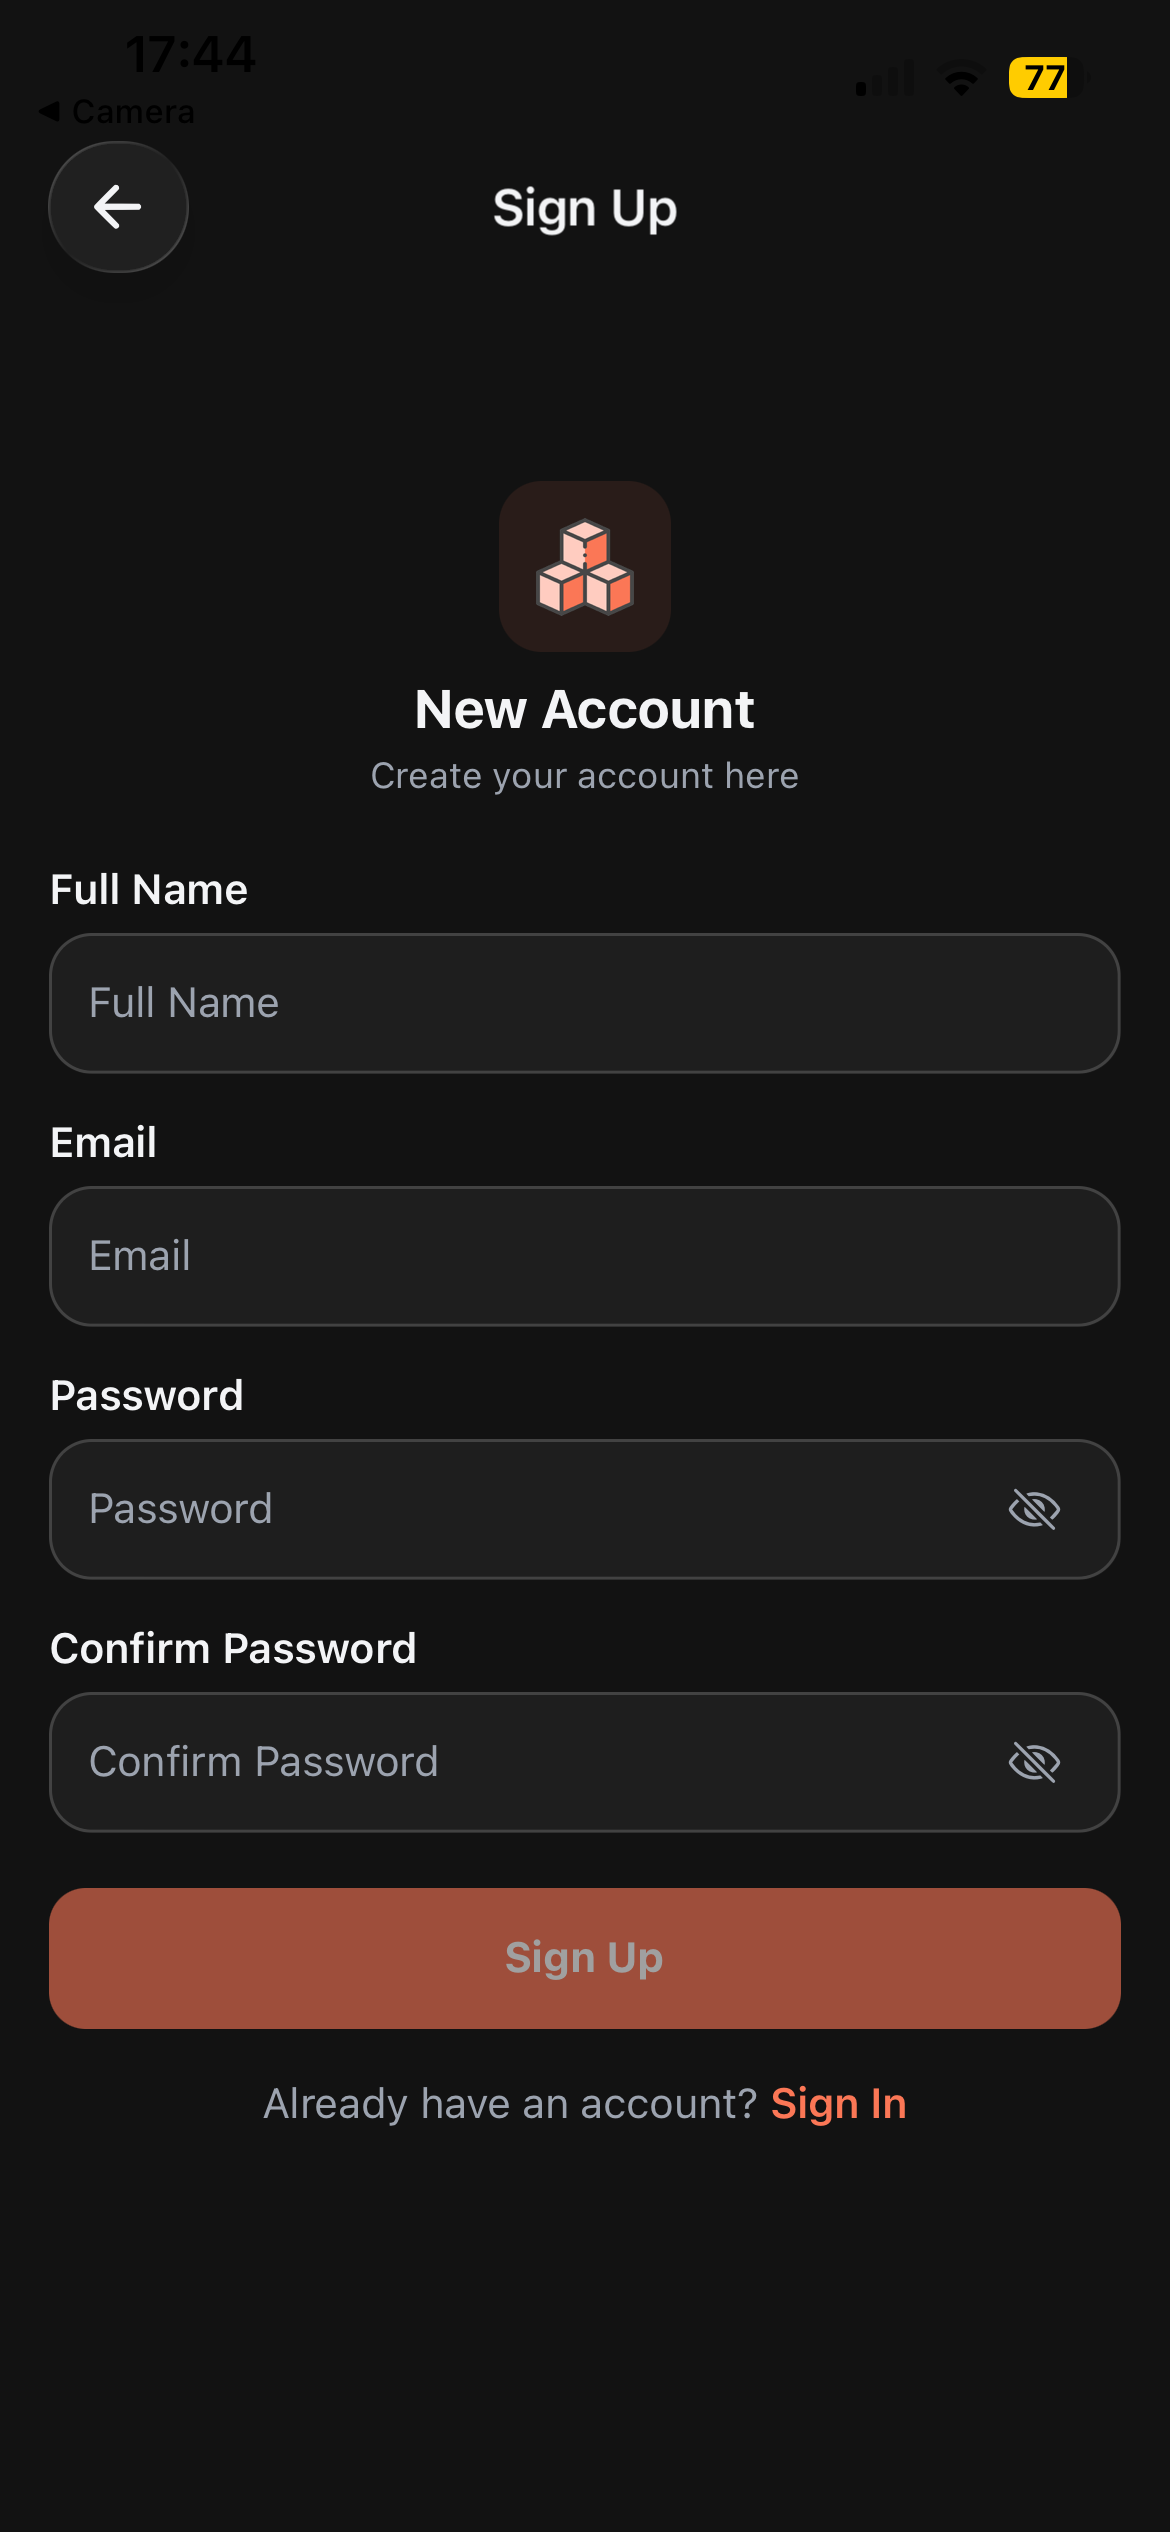 17:44
77
◀ Camera
Sign Up
New Account
Create your account here
Full Name
Full Name
Email
Email
Password
Password
Confirm Password
Confirm Password
Sign Up
Already have an account? Sign In